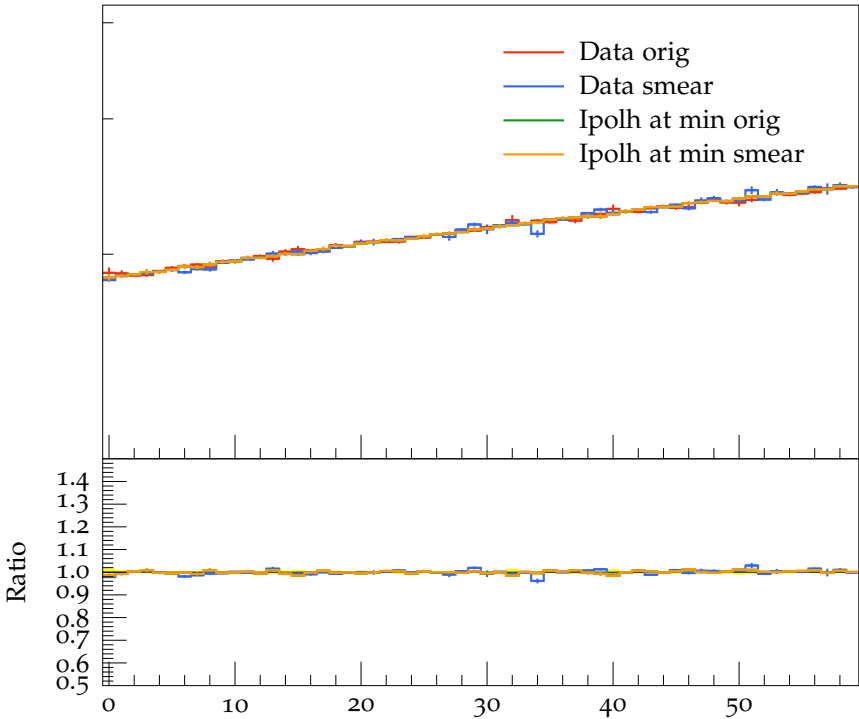 Data orig
Data smear
Ipolh at min orig
Ipolh at min smear
1.4
1.3
1.2
1.1
1.0
0.9
0.8
0.7
0.6
0.5
Ratio
0 10 20 30 40 50